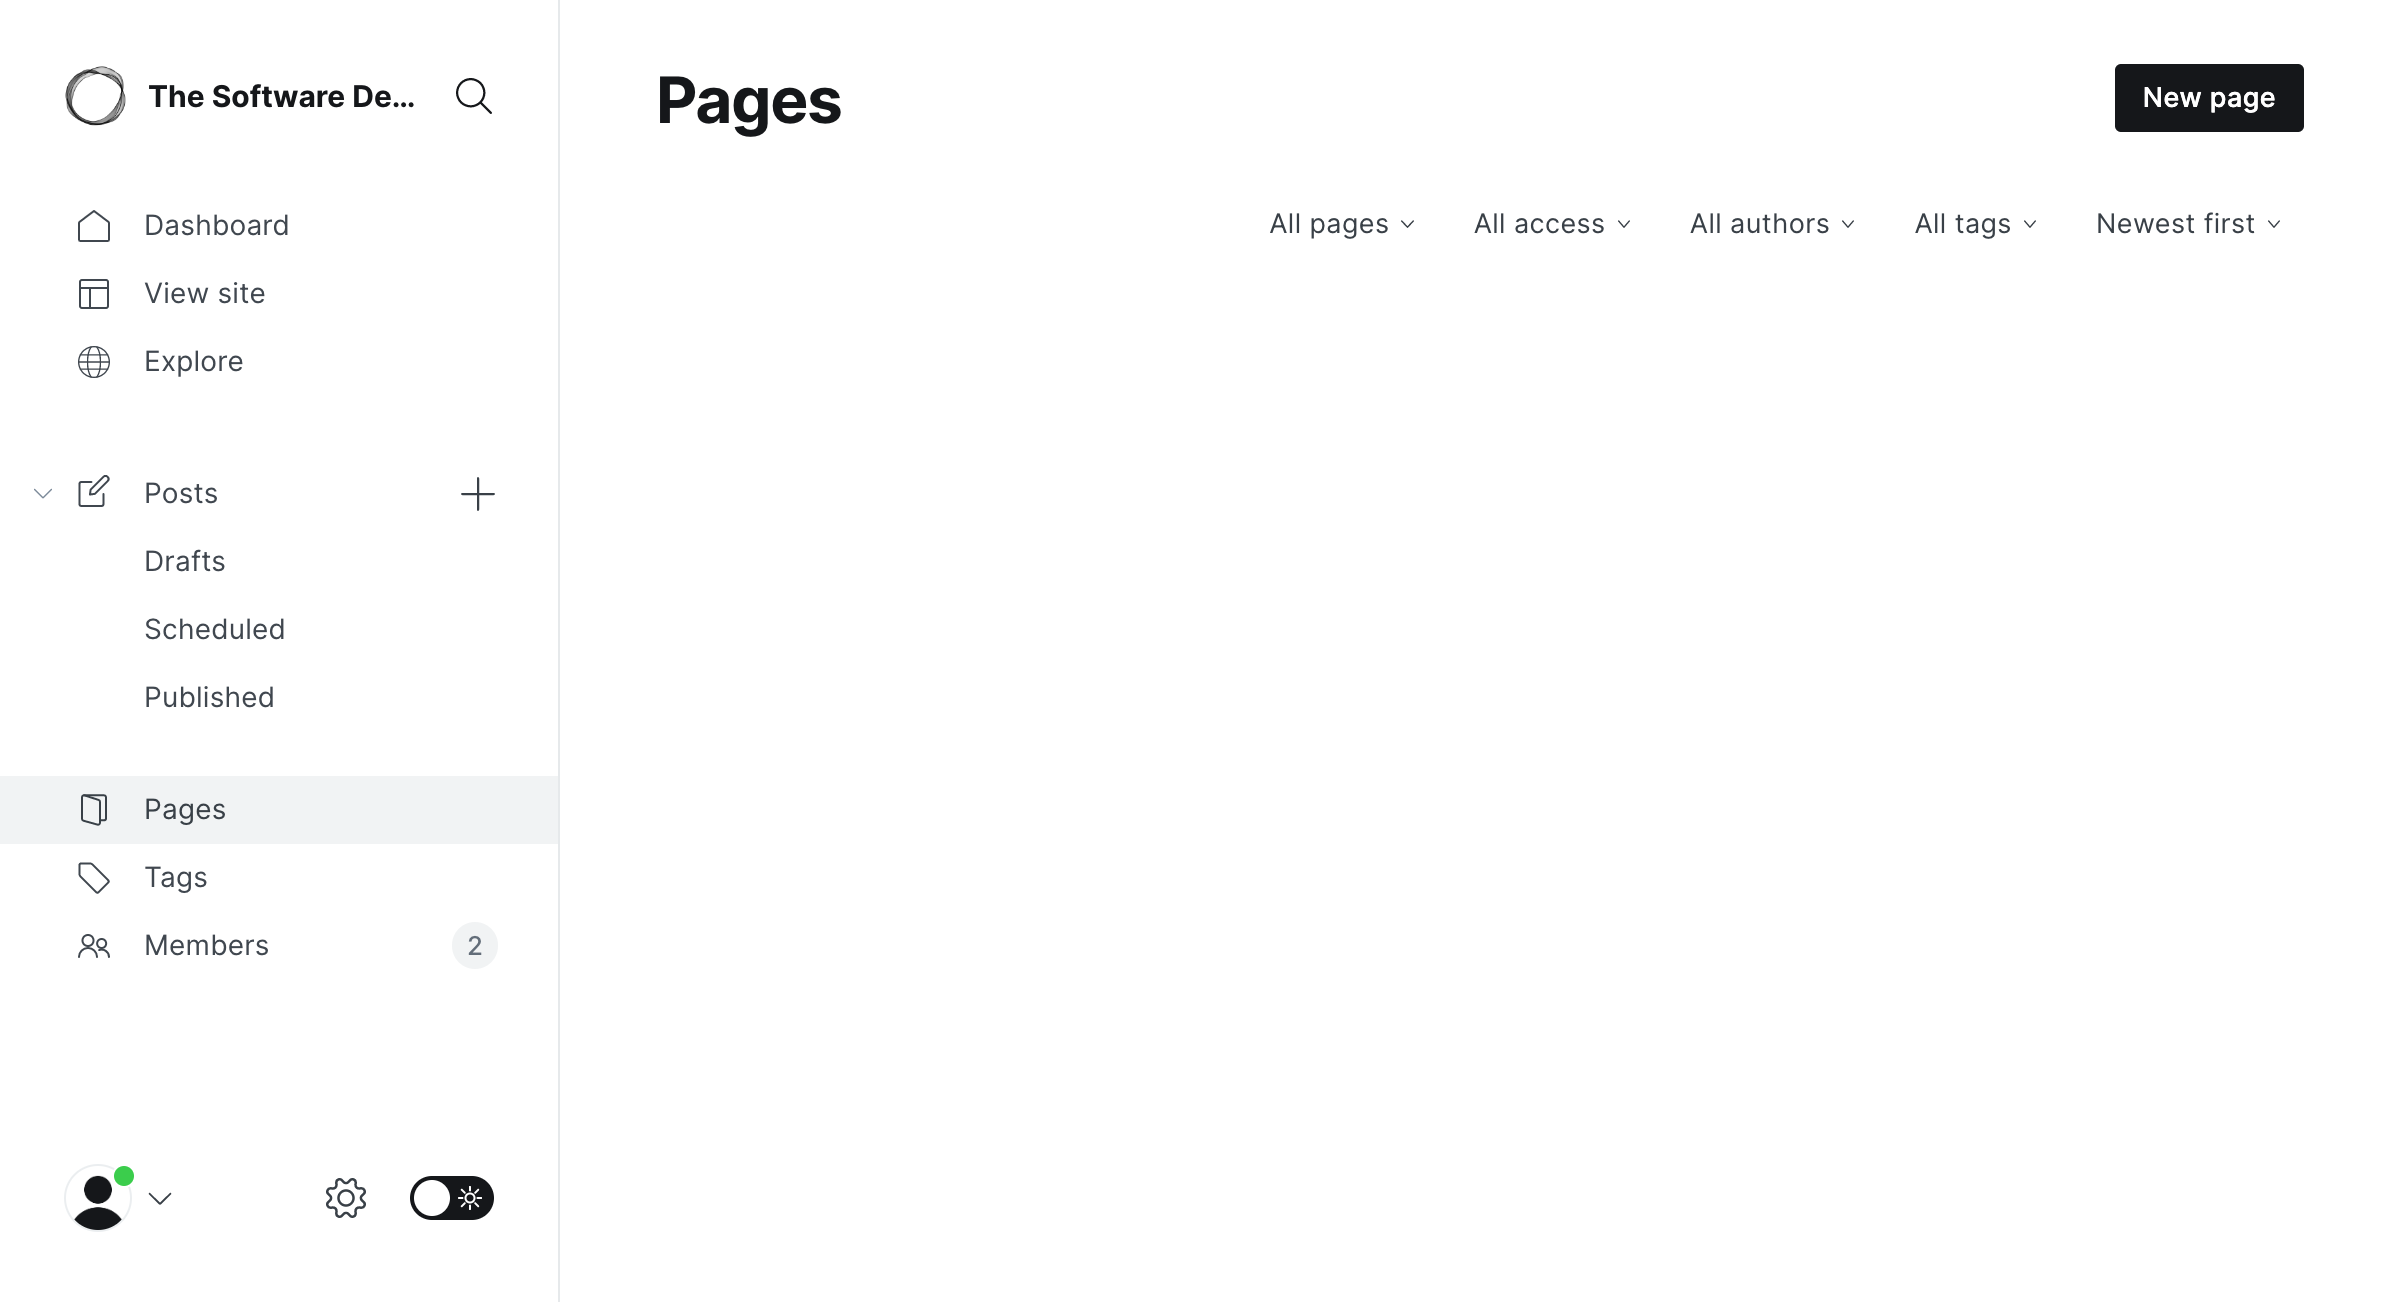 The Software De...
Dashboard
View site
Explore
Posts
Drafts
Scheduled
Published
Pages
Tags
Members
2
Pages
New page
All pages
All access
All authors
All tags
Newest first